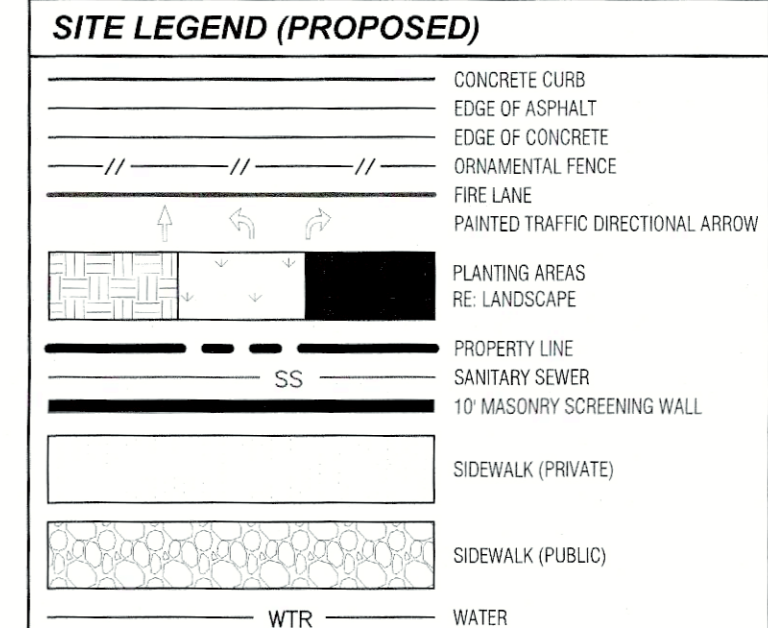 SITE LEGEND (PROPOSED)
CONCRETE CURB
EDGE OF ASPHALT
EDGE OF CONCRETE
// // // ORNAMENTAL FENCE
FIRE LANE
PAINTED TRAFFIC DIRECTIONAL ARROW
PLANTING AREAS
RE: LANDSCAPE
PROPERTY LINE
SS SANITARY SEWER
10' MASONRY SCREENING WALL
SIDEWALK (PRIVATE)
SIDEWALK (PUBLIC)
WTR WATER